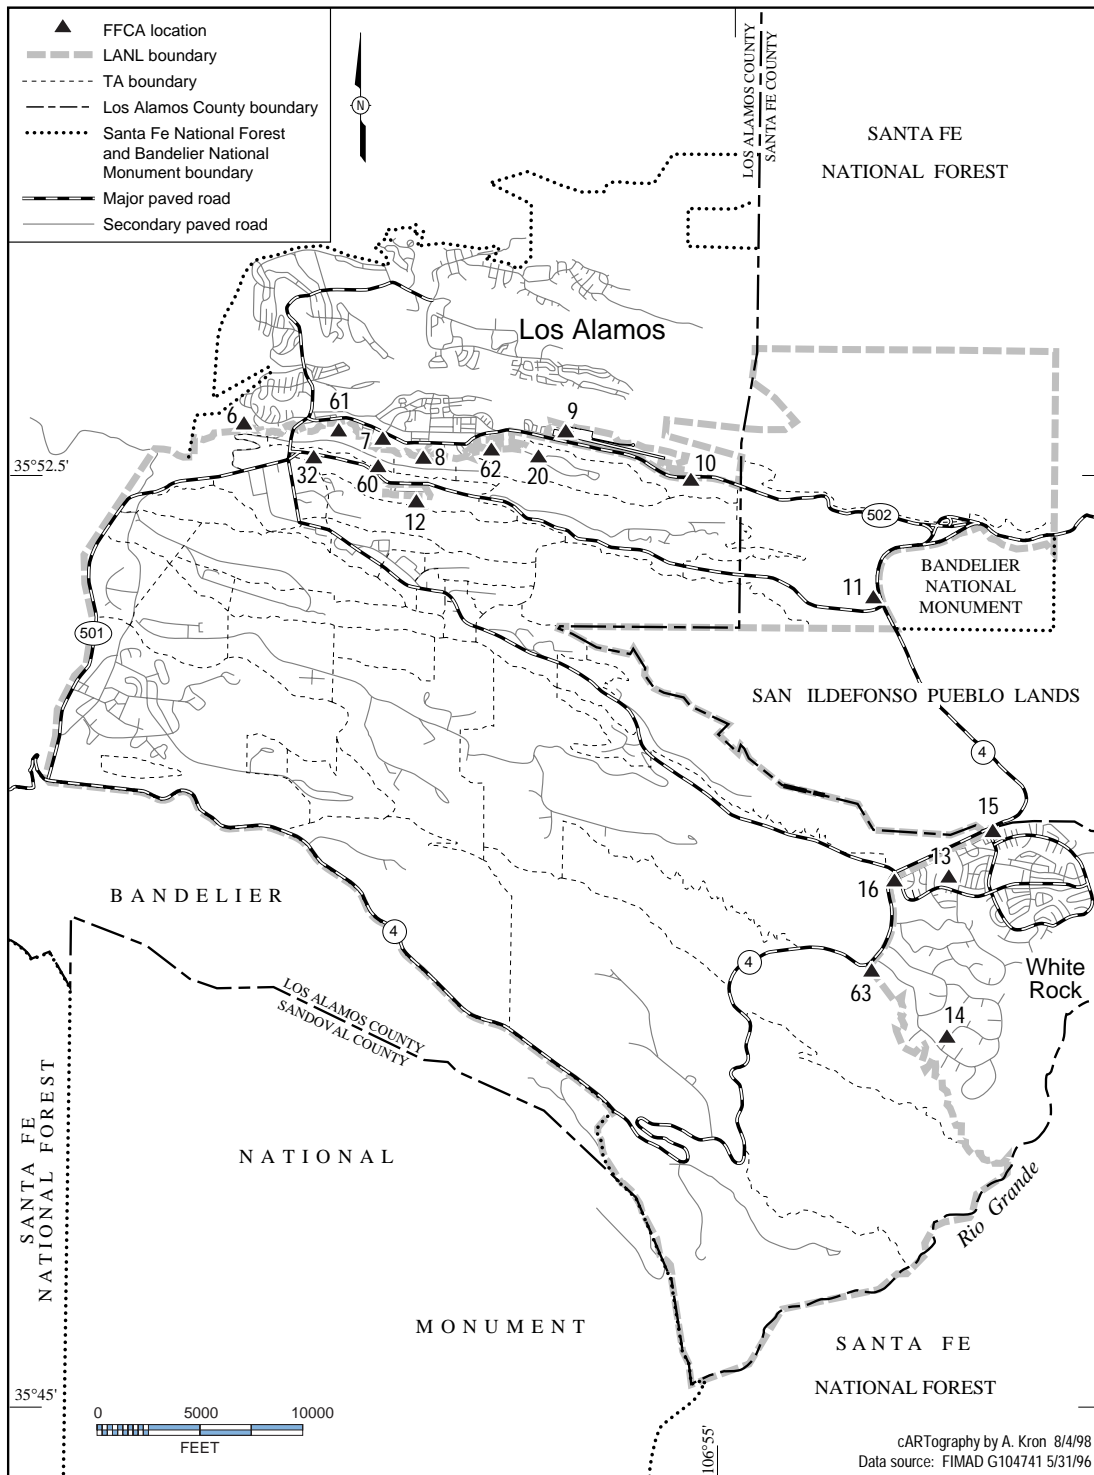 FFCA location
LANL boundary
TA boundary
Los Alamos County boundary
Santa Fe National Forest
and Bandelier National
Monument boundary
Major paved road
Secondary paved road
N
LOS ALAMOS COUNTY
SANTA FE COUNTY
SANTA FE
NATIONAL FOREST
Los Alamos
6
61
7
8
9
62
20
10
32
60
12
35°52.5'
502
11
BANDELIER
NATIONAL
MONUMENT
501
SAN ILDEFONSO PUEBLO LANDS
4
15
13
16
BANDELIER
4
4
63
White
Rock
14
LOS ALAMOS COUNTY
SANDOVAL COUNTY
SANTA FE
NATIONAL FOREST
NATIONAL
Rio Grande
MONUMENT
SANTA FE
NATIONAL FOREST
35°45'
0 5000 10000
FEET
106°55'
cARTography by A. Kron 8/4/98
Data source: FIMAD G104741 5/31/96